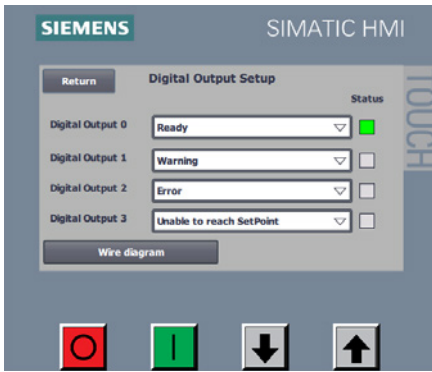 SIEMENS SIMATIC HMI
TOUCH
Return Digital Output Setup
Status
Digital Output 0 Ready
Digital Output 1 Warning
Digital Output 2 Error
Digital Output 3 Unable to reach SetPoint
Wire diagram